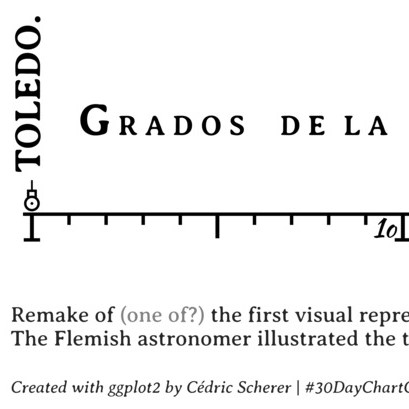 TOLEDO.
GRADOS DE LA
10
Remake of (one of?) the first visual repre
The Flemish astronomer illustrated the t
Created with ggplot2 by Cédric Scherer | #30DayChartC